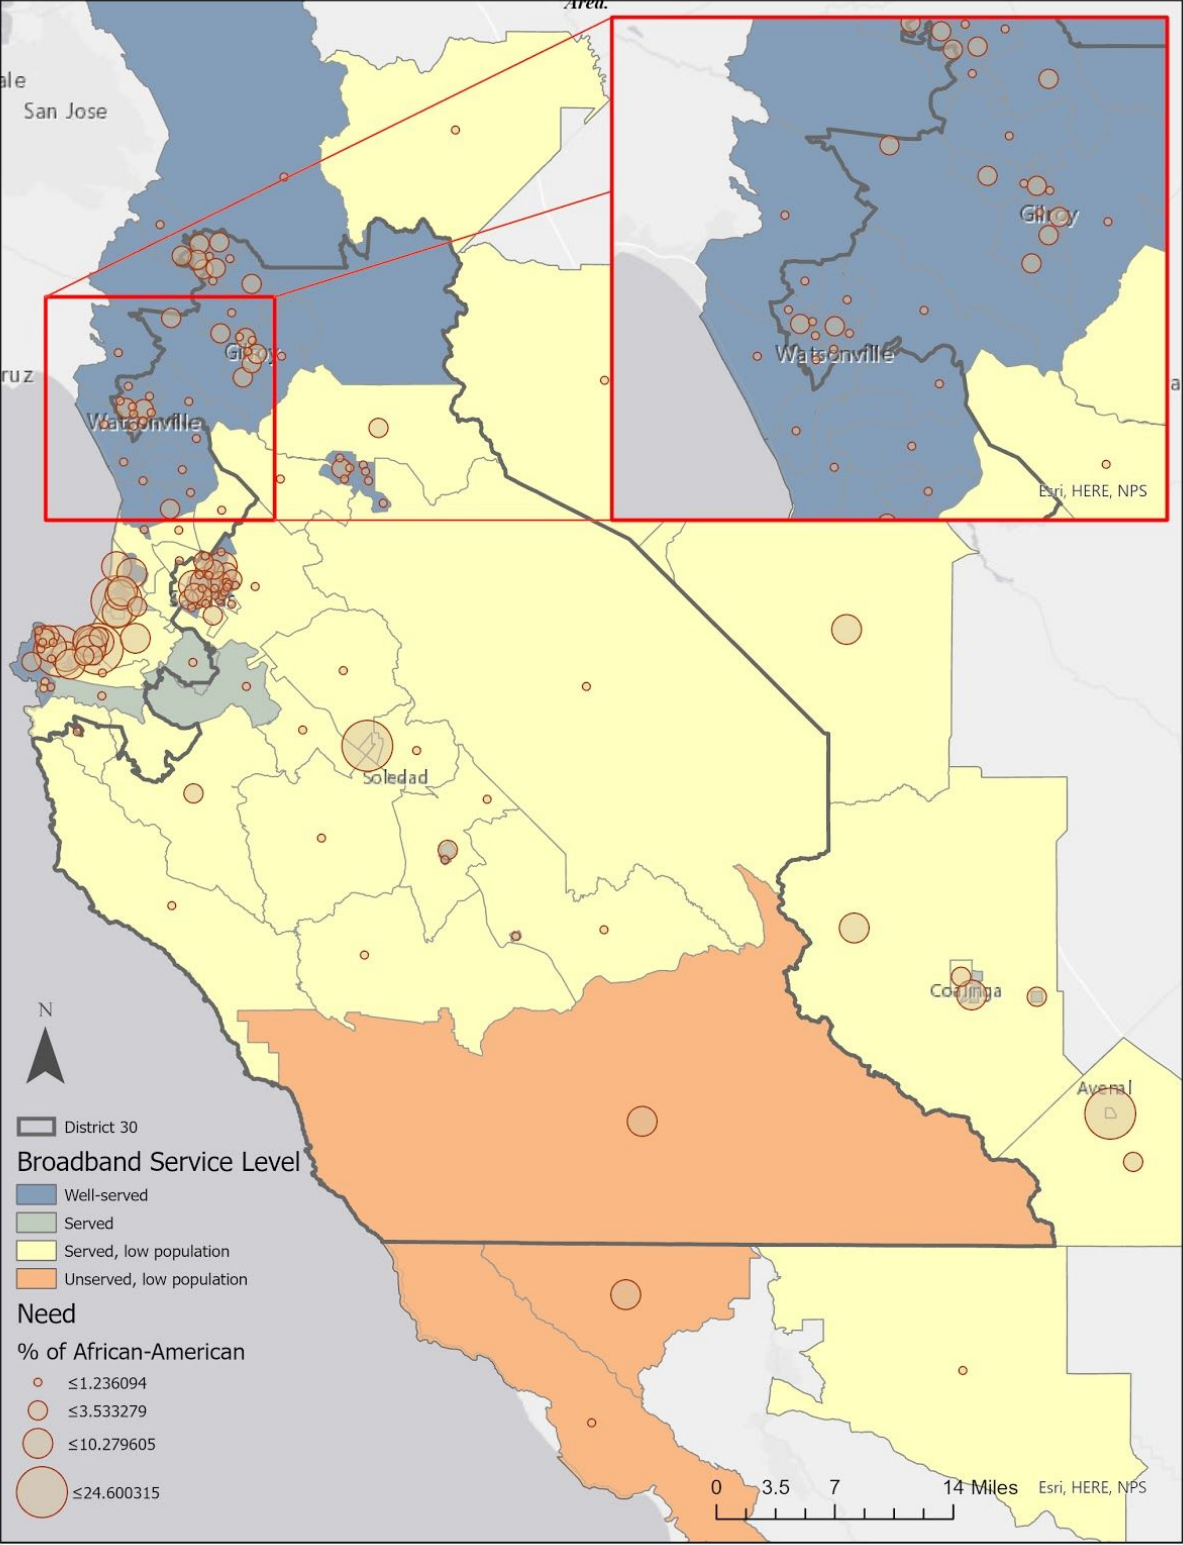 Area.
ale
San Jose
Gilroy
Watsonville
Esri, HERE, NPS
a
Gilroy
ruz
Watsonville
Soledad
Coalinga
Avenal
N
District 30
Broadband Service Level
Well-served
Served
Served, low population
Unserved, low population
Need
% of African-American
≤1.236094
≤3.533279
≤10.279605
≤24.600315
0 3.5 7 14 Miles
Esri, HERE, NPS